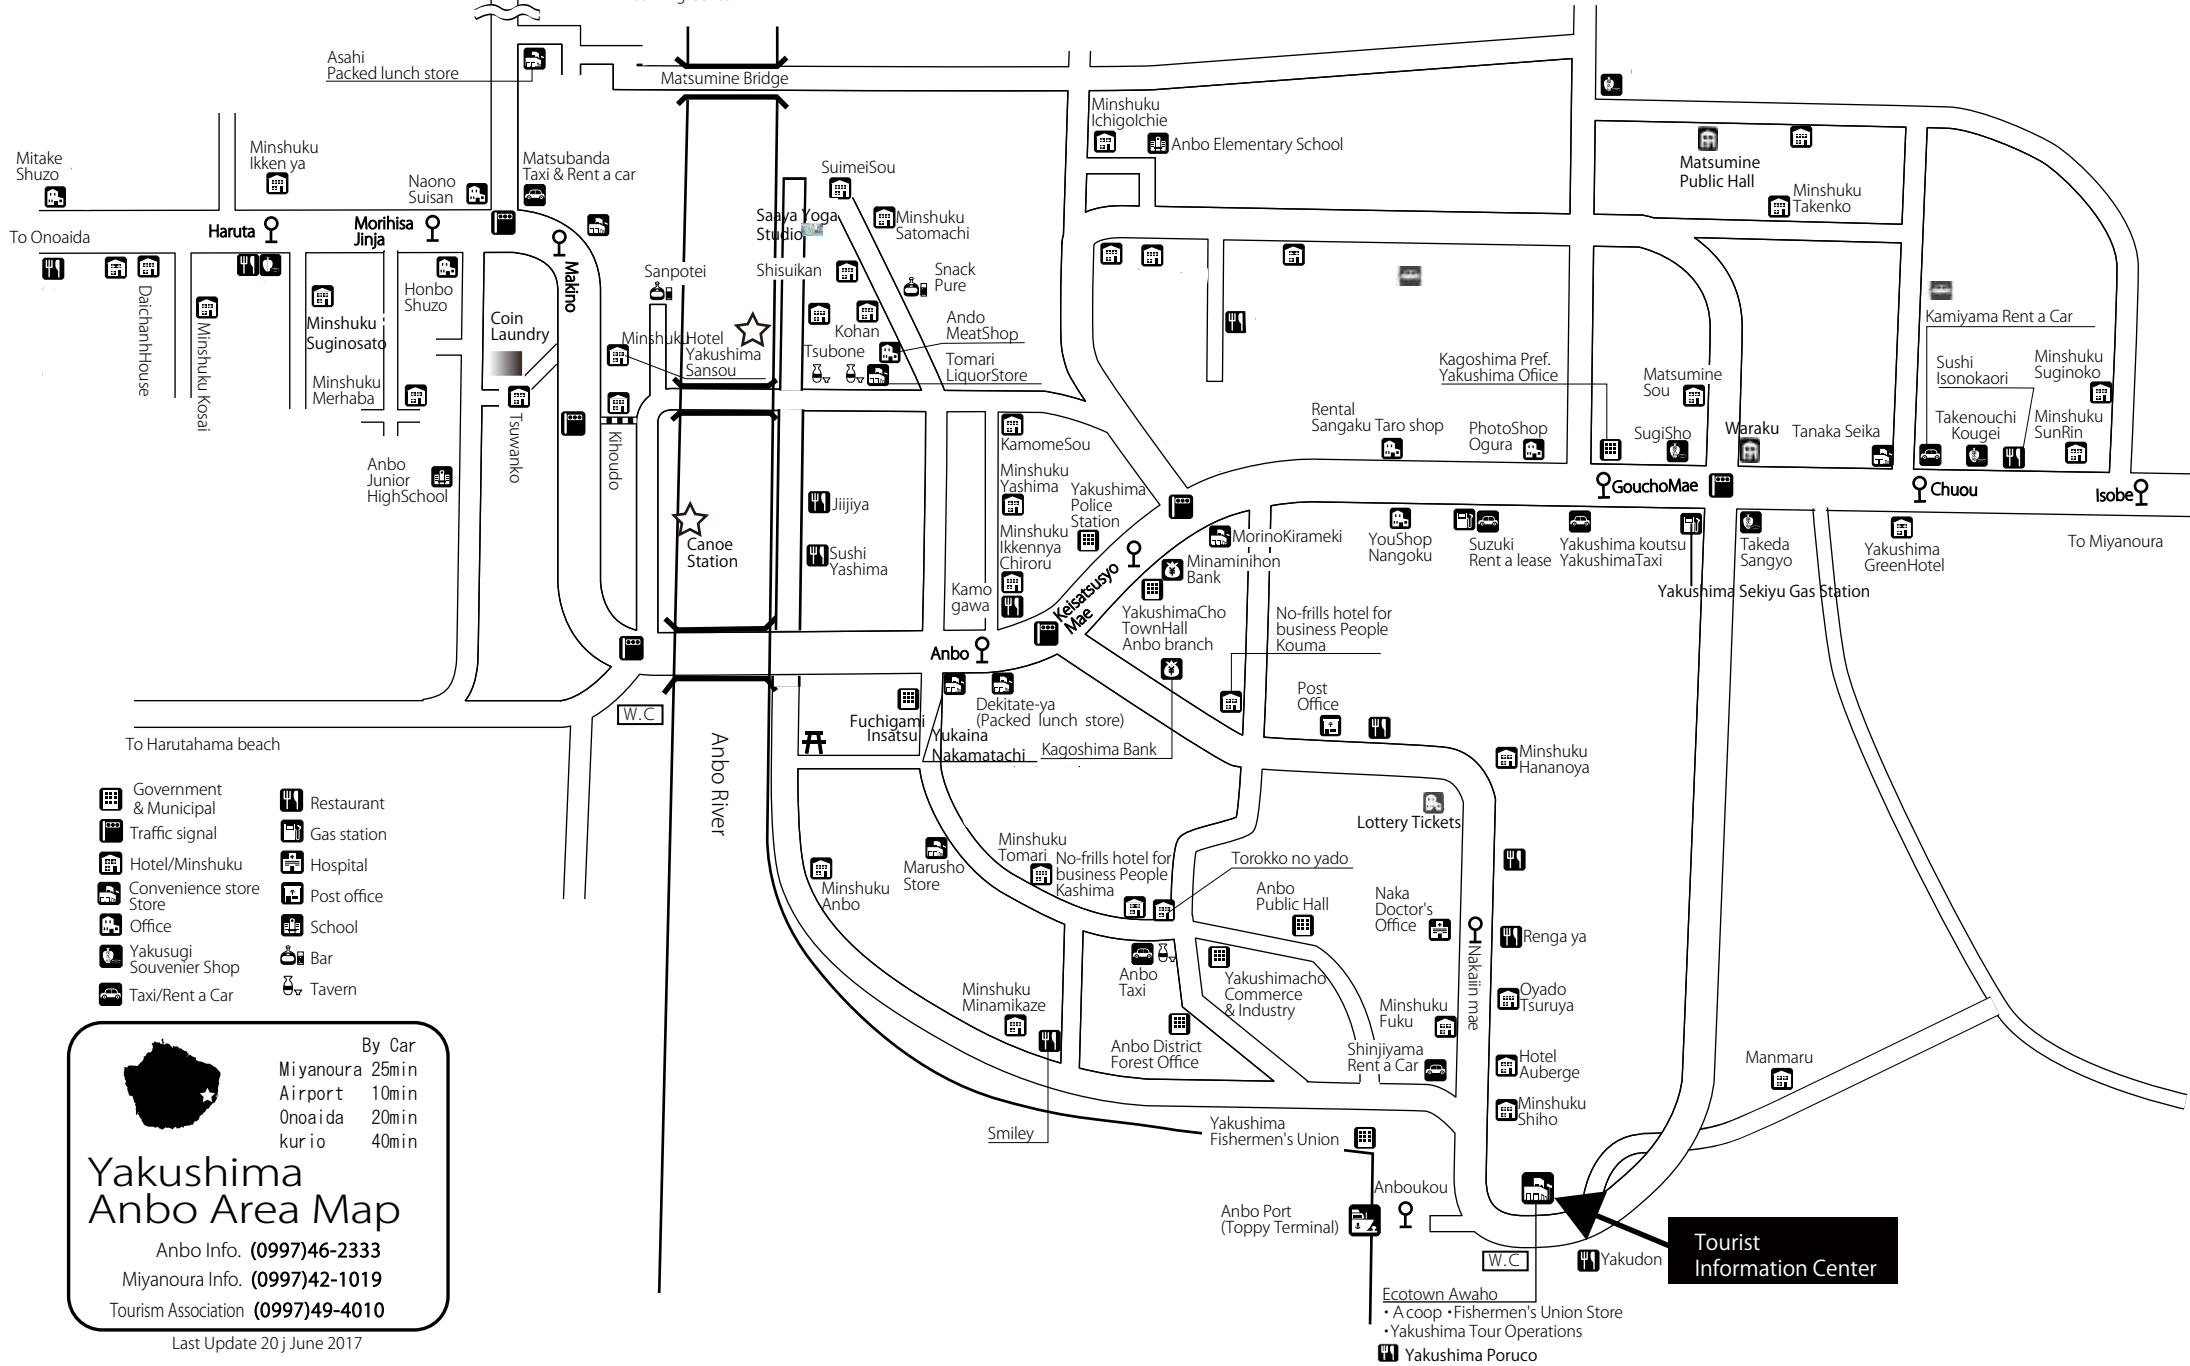 Asahi
Packed lunch store
Matsumine Bridge
Minshuku
IchigoIchie
Anbo Elementary School
Mitake
Shuzo
Minshuku
Ikken ya
Naono
Suisan
Matsubanda
Taxi & Rent a car
SuimeiSou
Saaya Yoga
Studio
Minshuku
Satomachi
Matsumine
Public Hall
Minshuku
Takenko
To Onoaida
Haruta
Morihisa
Jinja
Makino
Sanpotei
Shisuikan
Snack
Pure
DaichanhHouse
Minshuku Kosai
Minshuku
Suginosato
Honbo
Shuzo
Coin
Laundry
Minshuku
Hotel
Yakushima
Sansou
Kohan
Tsubone
Ando
MeatShop
Tomari
LiquorStore
Minshuku
Merhaba
Tsuwanko
Kihoudo
Anbo
Junior
HighSchool
Kagoshima Pref.
Yakushima Ofiice
Matsumine
Sou
Kamiyama Rent a Car
Sushi
Isonokaori
Minshuku
Suginoko
Rental
Sangaku Taro shop
PhotoShop
Ogura
SugiSho
Waraku
Tanaka Seika
Takenouchi
Kougei
Minshuku
SunRin
KamomeSou
Minshuku
Yashima
Yakushima
Police
Station
Minshuku
Ikkennya
Chiroru
Jiijiya
Sushi
Yashima
Canoe
Station
Kamo
gawa
Keisatsusyo
Mae
MorinoKirameki
Minaminihon
Bank
YakushimaCho
TownHall
Anbo branch
GouchoMae
Chuou
Isobe
YouShop
Nangoku
Suzuki
Rent a lease
Yakushima koutsu
YakushimaTaxi
Takeda
Sangyo
Yakushima
GreenHotel
To Miyanoura
Yakushima Sekiyu Gas Station
No-frills hotel for
business People
Kouma
Anbo
W.C
Fuchigami
Insatsu
Dekitate-ya
(Packed lunch store)
Yukaina
Nakamatachi
Kagoshima Bank
Post
Office
Minshuku
Hananoya
To Harutahama beach
Anbo River
Lottery Tickets
Government
& Municipal
Traffic signal
Hotel/Minshuku
Convenience store
Store
Office
Yakusugi
Souvenier Shop
Taxi/Rent a Car
Restaurant
Gas station
Hospital
Post office
School
Bar
Tavern
Minshuku
Anbo
Marusho
Store
Minshuku
Tomari
No-frills hotel for
business People
Kashima
Torokko no yado
Anbo
Public Hall
Naka
Doctor's
Office
Nakaiin mae
Renga ya
Anbo
Taxi
Yakushimacho
Commerce
& Industry
Minshuku
Minamikaze
Minshuku
Fuku
Oyado
Tsuruya
Anbo District
Forest Office
Shinjiyama
Rent a Car
Hotel
Auberge
Minshuku
Shiho
Manmaru
Smiley
Yakushima
Fishermen's Union
Anboukou
Anbo Port
(Toppy Terminal)
W.C
Yakudon
Tourist
Information Center
Ecotown Awaho
・A coop ・Fishermen's Union Store
・Yakushima Tour Operations
Yakushima Poruco
By Car
Miyanoura 25min
Airport 10min
Onoaida 20min
kurio 40min
Yakushima
Anbo Area Map
Anbo Info. (0997)46-2333
Miyanoura Info. (0997)42-1019
Tourism Association (0997)49-4010
Last Update 20 j June 2017